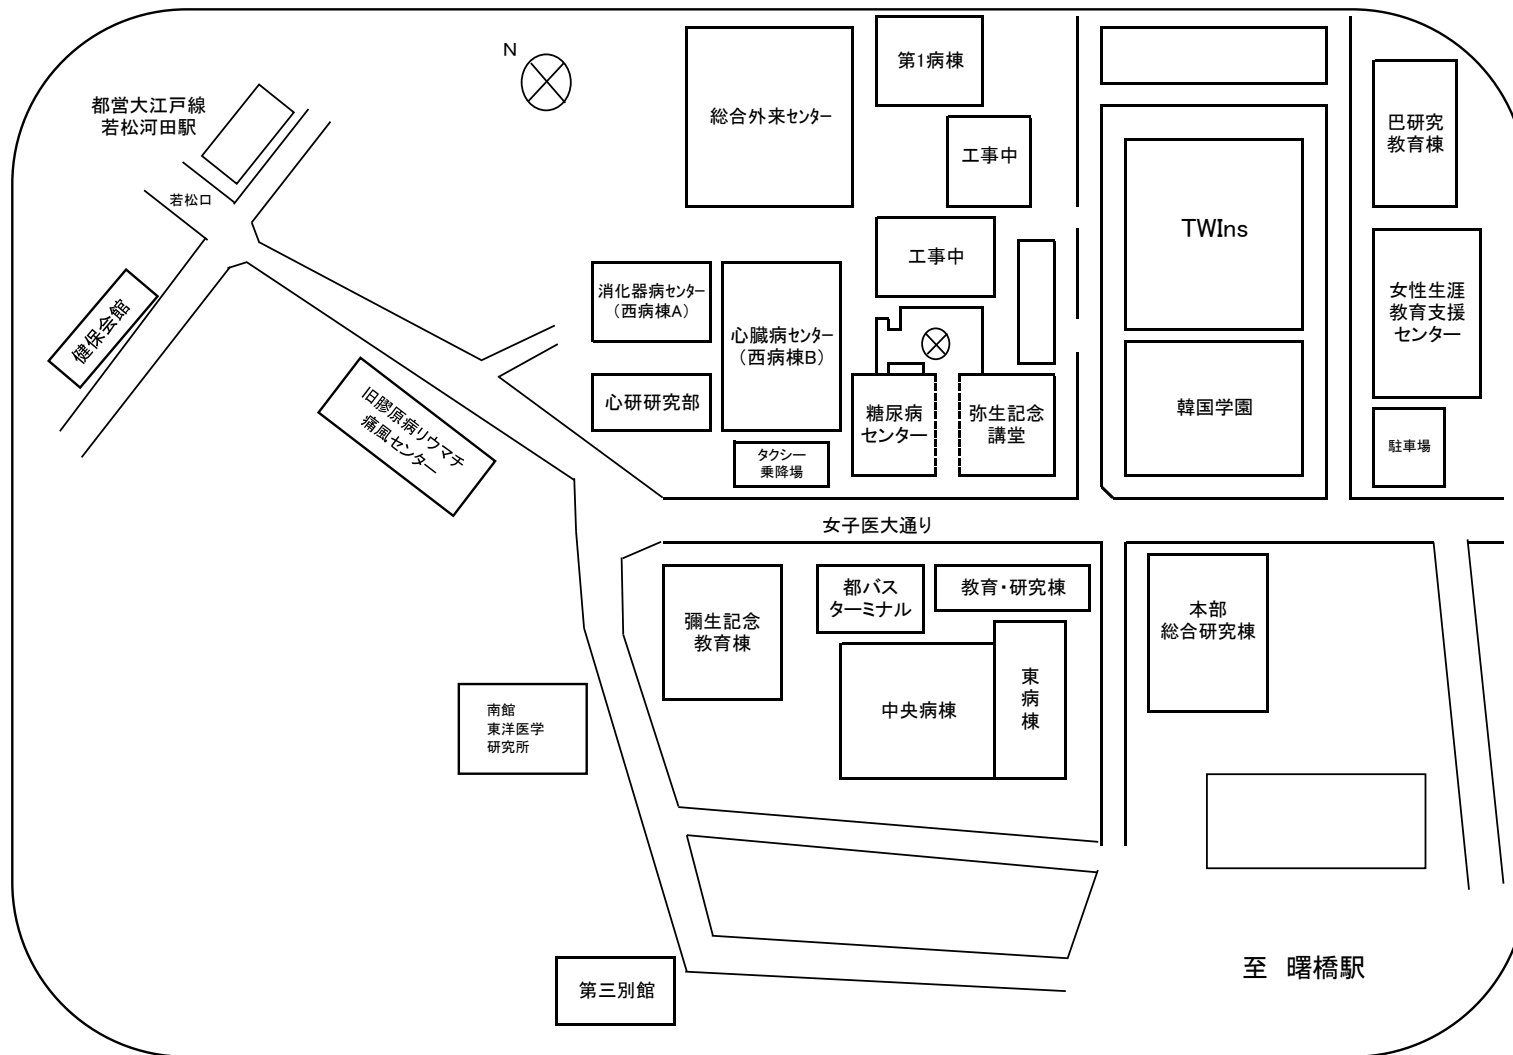 N
都営大江戸線
若松河田駅
若松口
健保会館
旧膠原病リウマチ
痛風センター
総合外来センター
第1病棟
工事中
工事中
消化器病センター
（西病棟A）
心臓病センター
（西病棟B）
心研研究部
タクシー
乗降場
糖尿病
センター
弥生記念
講堂
TWIns
韓国学園
巴研究
教育棟
女性生涯
教育支援
センター
駐車場
女子医大通り
彌生記念
教育棟
都バス
ターミナル
教育・研究棟
中央病棟
東
病
棟
本部
総合研究棟
南館
東洋医学
研究所
第三別館
至　曙橋駅